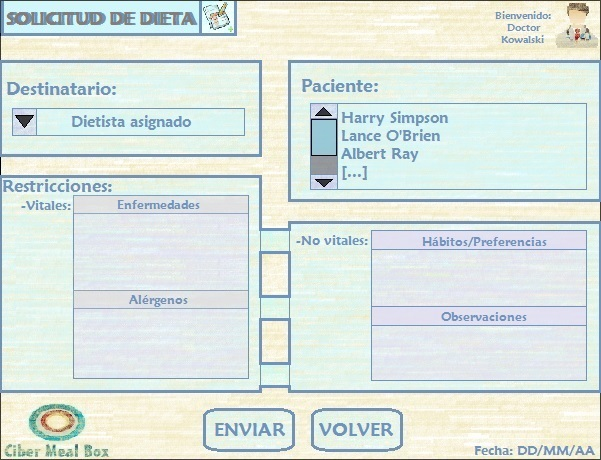 SOLICITUD DE DIETA
Bienvenido:
Doctor
Kowalski
Destinatario:
Dietista asignado
Paciente:
Harry Simpson
Lance O'Brien
Albert Ray
[...]
Restricciones:
-Vitales:
Enfermedades
Alérgenos
-No vitales:
Hábitos/Preferencias
Observaciones
Ciber Meal Box
ENVIAR
VOLVER
Fecha: DD/MM/AA